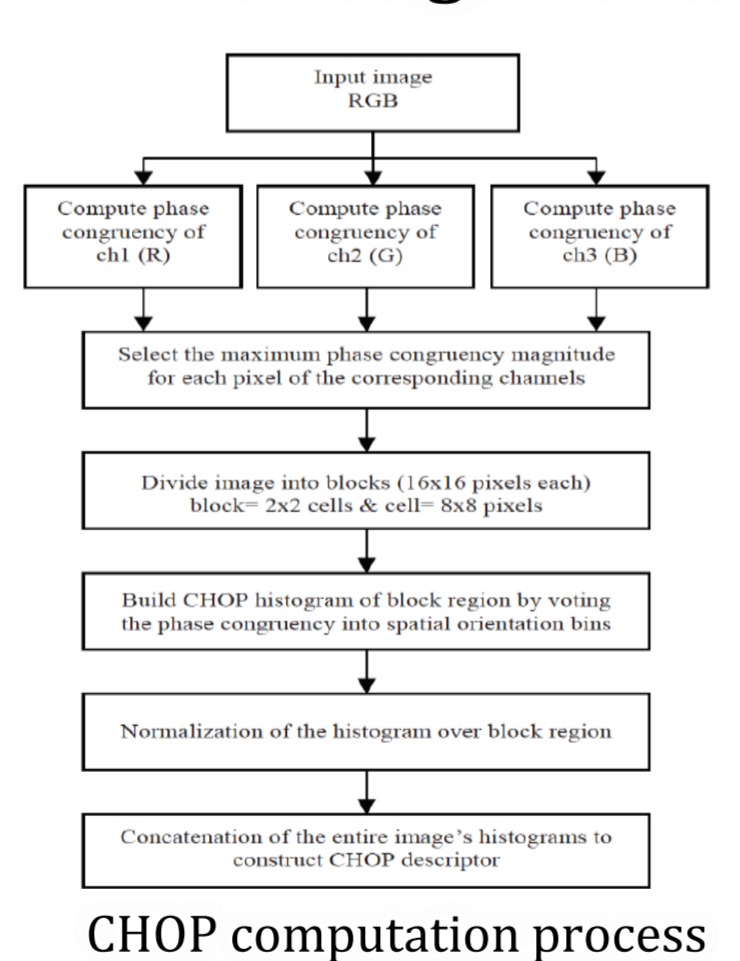 Input image
RGB
Compute phase
congruency of
ch1 (R)
Compute phase
congruency of
ch2 (G)
Compute phase
congruency of
ch3 (B)
Select the maximum phase congruency magnitude
for each pixel of the corresponding channels
Divide image into blocks (16x16 pixels each)
block= 2x2 cells & cell= 8x8 pixels
Build CHOP histogram of block region by voting
the phase congruency into spatial orientation bins
Normalization of the histogram over block region
Concatenation of the entire image's histograms to
construct CHOP descriptor
CHOP computation process